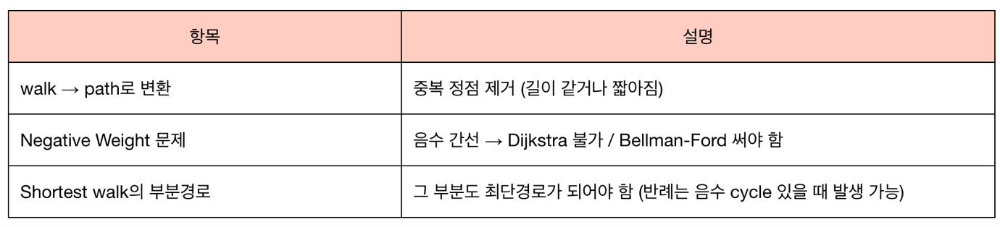 항목
설명
walk → path로 변환
중복 정점 제거 (길이 같거나 짧아짐)
Negative Weight 문제
음수 간선 → Dijkstra 불가 / Bellman-Ford 써야 함
Shortest walk의 부분경로
그 부분도 최단경로가 되어야 함 (반례는 음수 cycle 있을 때 발생 가능)